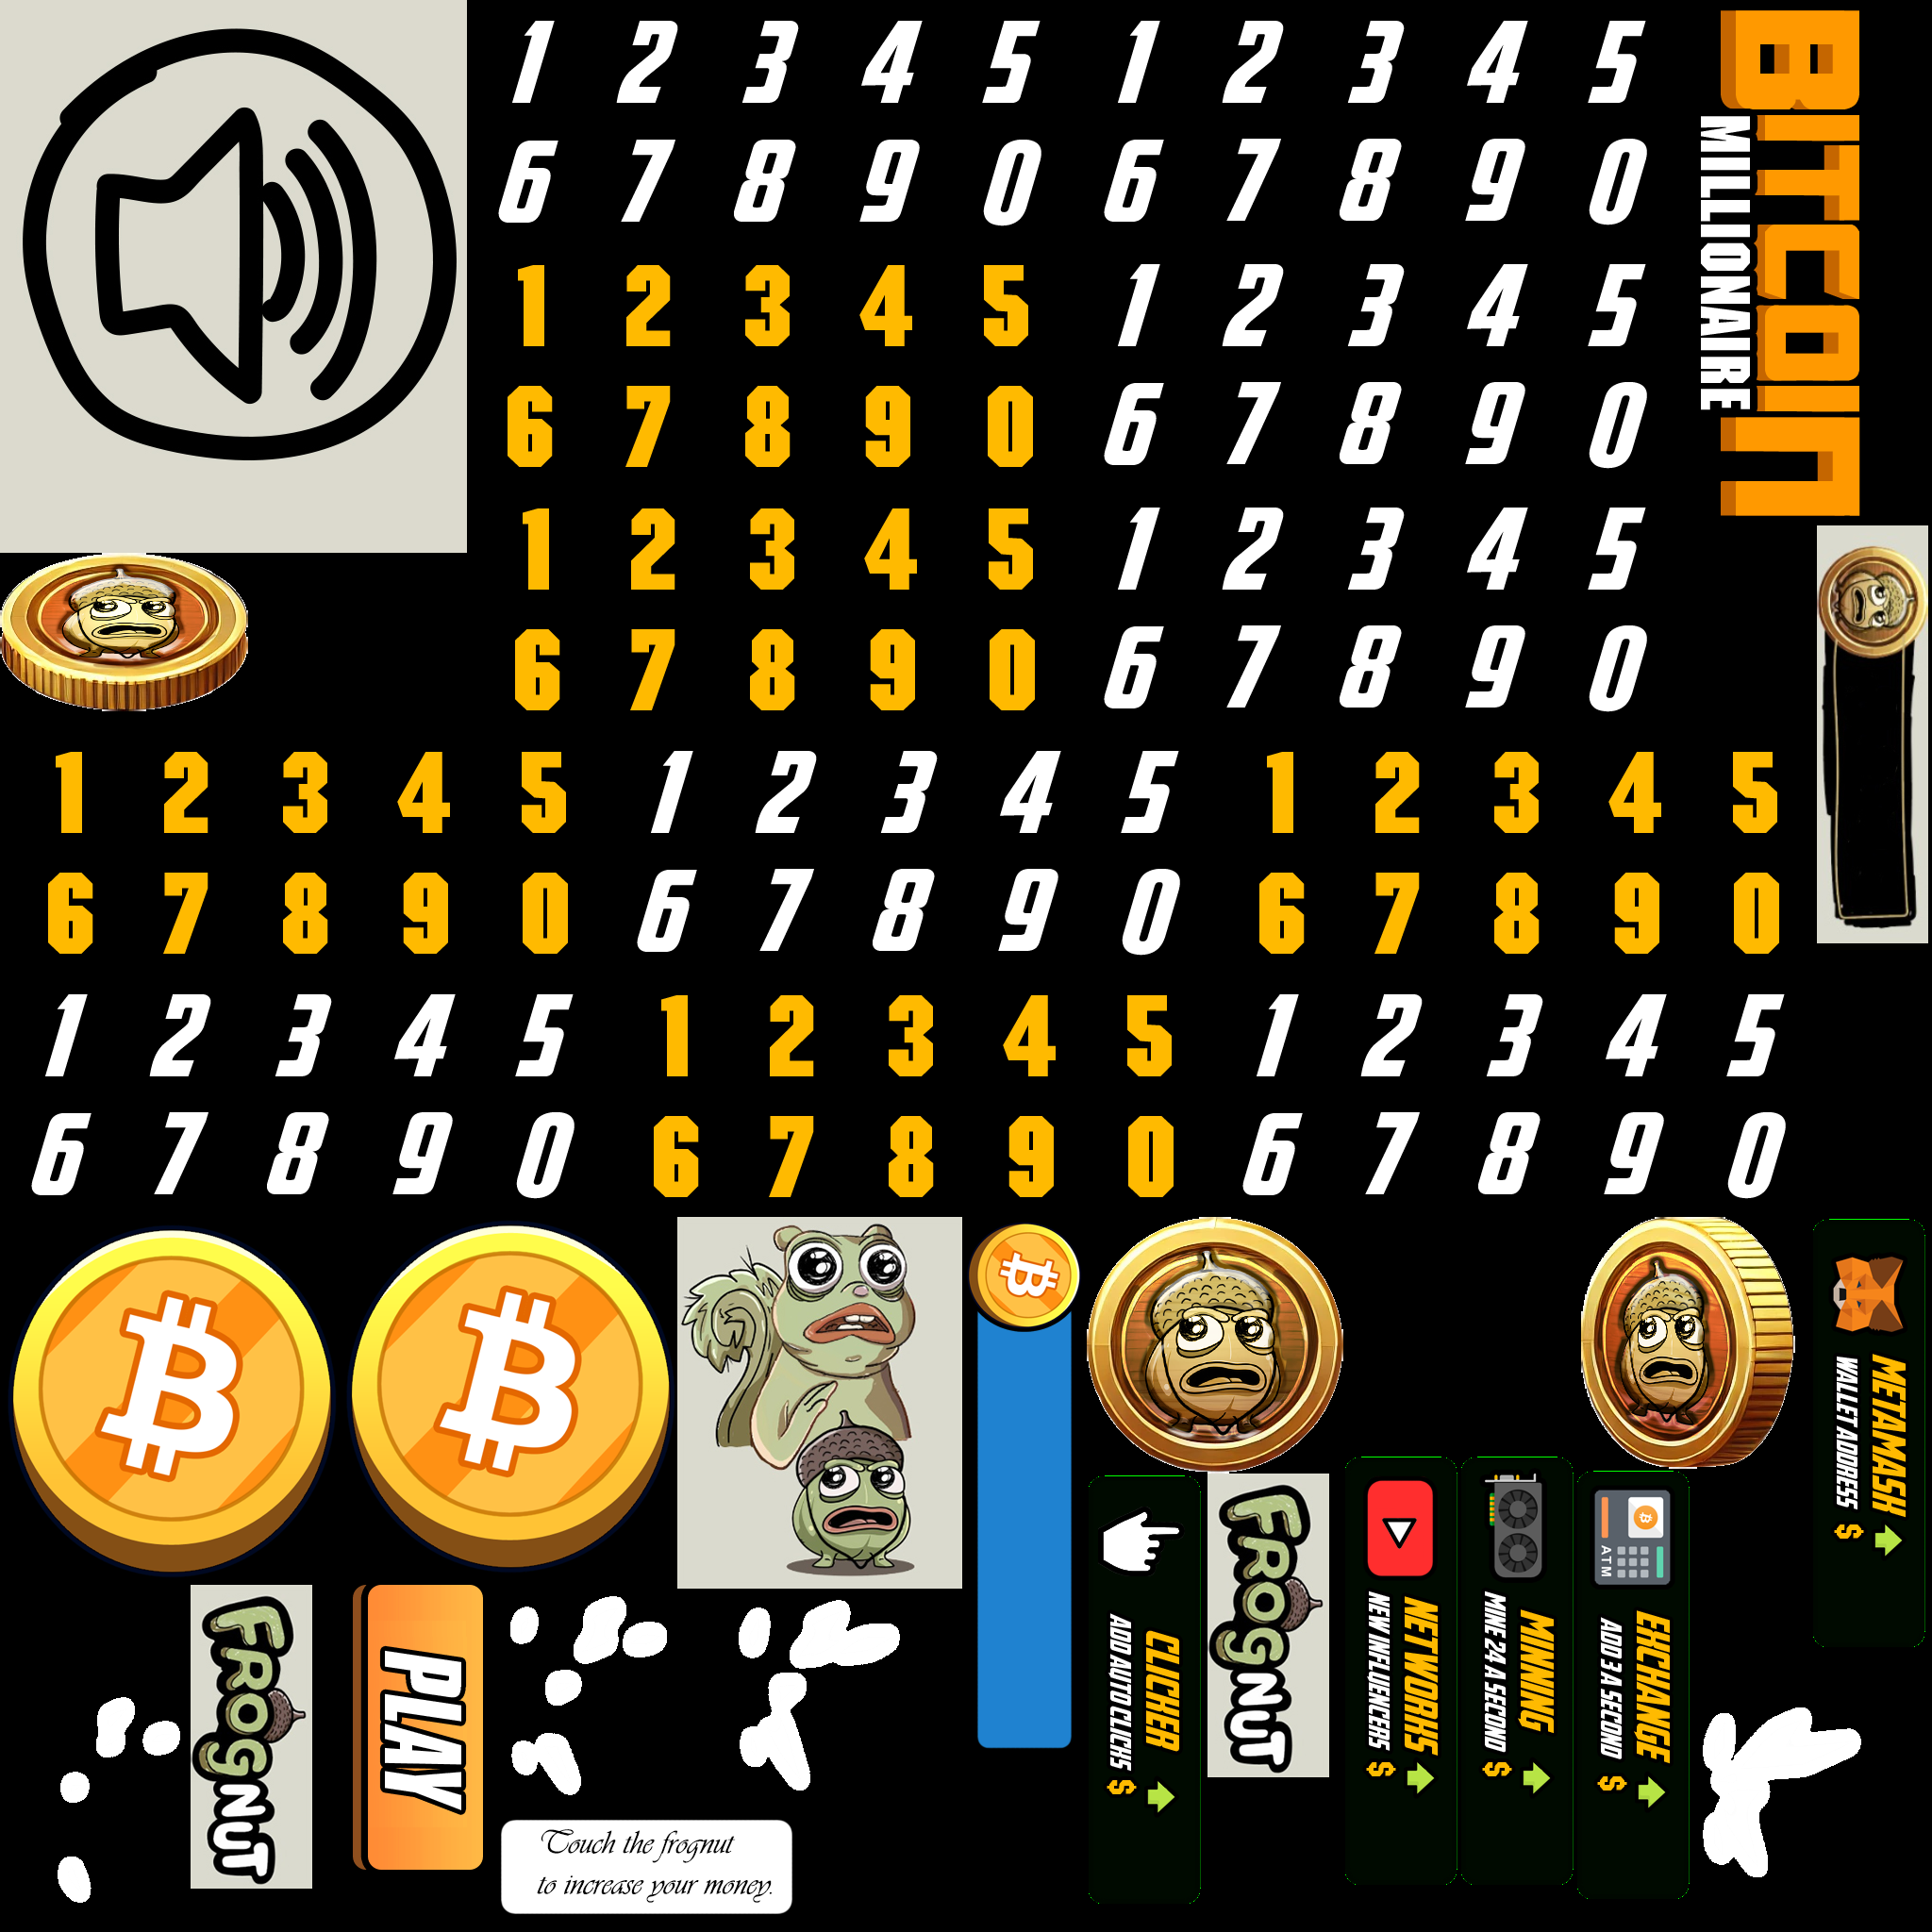 1 2 3 4 5 1 2 3 4 5
6 7 8 9 0 6 7 8 9 0
1 2 3 4 5 1 2 3 4 5
6 7 8 9 0 6 7 8 9 0
1 2 3 4 5 1 2 3 4 5
6 7 8 9 0 6 7 8 9 0
BITCOIN
MILLIONAIRE
1 2 3 4 5 1 2 3 4 5 1 2 3 4 5
6 7 8 9 0 6 7 8 9 0 6 7 8 9 0
1 2 3 4 5 1 2 3 4 5 1 2 3 4 5
6 7 8 9 0 6 7 8 9 0 6 7 8 9 0
METAMASK
WALLET ADDRESS $
FROGNUT
PLAY
Touch the frognut
to increase your money.
CLICKER
ADD AUTO CLICKS $
FROGNUT
NETWORKS
NEW INFLUENCERS $
MINNING
MINE 24 A SECOND $
ATM
EXCHANGE
ADD 3 A SECOND $